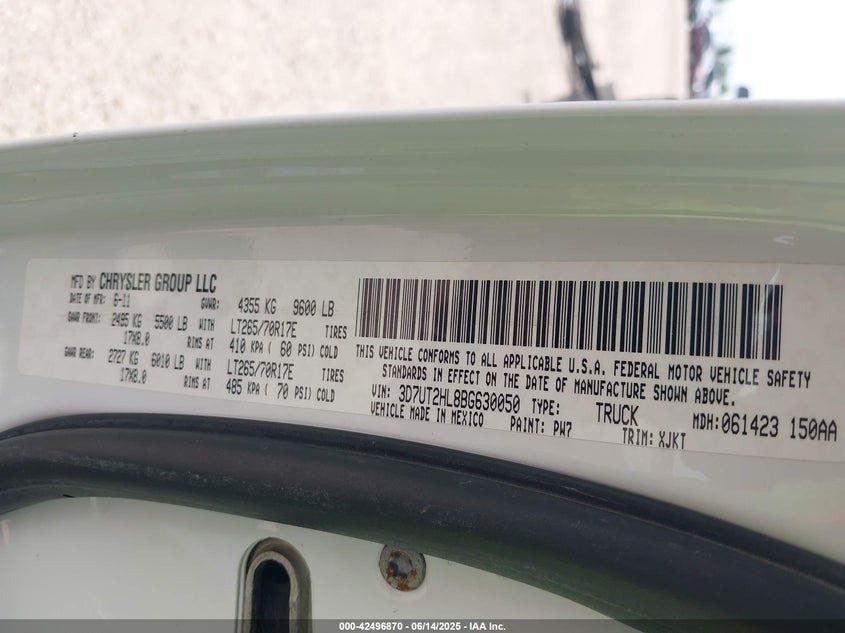 MFD BY CHRYSLER GROUP LLC
DATE OF MFR: 6-11 GVWR: 4355 KG 9600 LB
GAWR FRONT: 2495 KG 5500 LB WITH LT265/70R17E TIRES
17X8.0 RIMS AT 410 KPA ( 60 PSI) COLD
GAWR REAR: 2727 KG 6010 LB WITH LT265/70R17E TIRES
17X8.0 RIMS AT 485 KPA ( 70 PSI) COLD
THIS VEHICLE CONFORMS TO ALL APPLICABLE U.S.A. FEDERAL MOTOR VEHICLE SAFETY
STANDARDS IN EFFECT ON THE DATE OF MANUFACTURE SHOWN ABOVE.
VIN: 3D7UT2HL8BG630050 TYPE: TRUCK MDH: 061423 150AA
VEHICLE MADE IN MEXICO PAINT: PW7 TRIM: XJKT
000-42496870 - 06/14/2025 - IAA Inc.